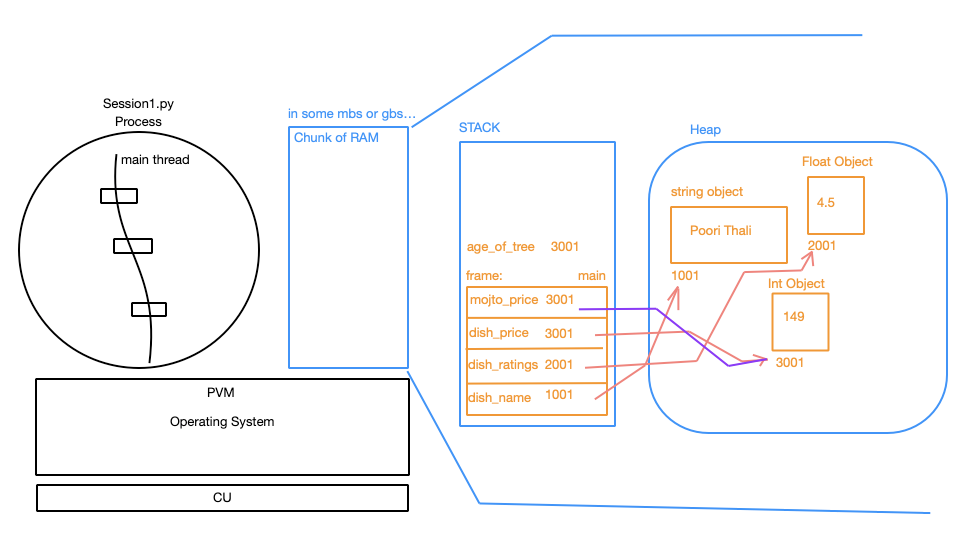 Session1.py
Process
main thread
PVM
Operating System
CU
in some mbs or gbs...
Chunk of RAM
STACK
age_of_tree 3001
frame: main
mojto_price 3001
dish_price 3001
dish_ratings 2001
dish_name 1001
Heap
Float Object
4.5
2001
string object
Poori Thali
1001
Int Object
149
3001